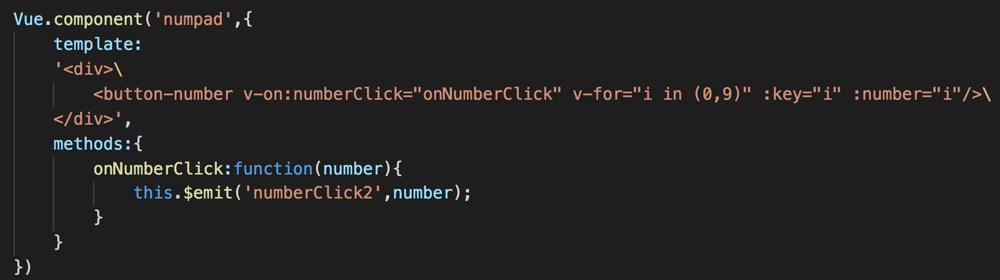 Vue.component('numpad',{
    template:
    '<div>\
        <button-number v-on:numberClick="onNumberClick" v-for="i in (0,9)" :key="i" :number="i"/>\
    </div>',
    methods:{
        onNumberClick:function(number){
            this.$emit('numberClick2',number);
        }
    }
})